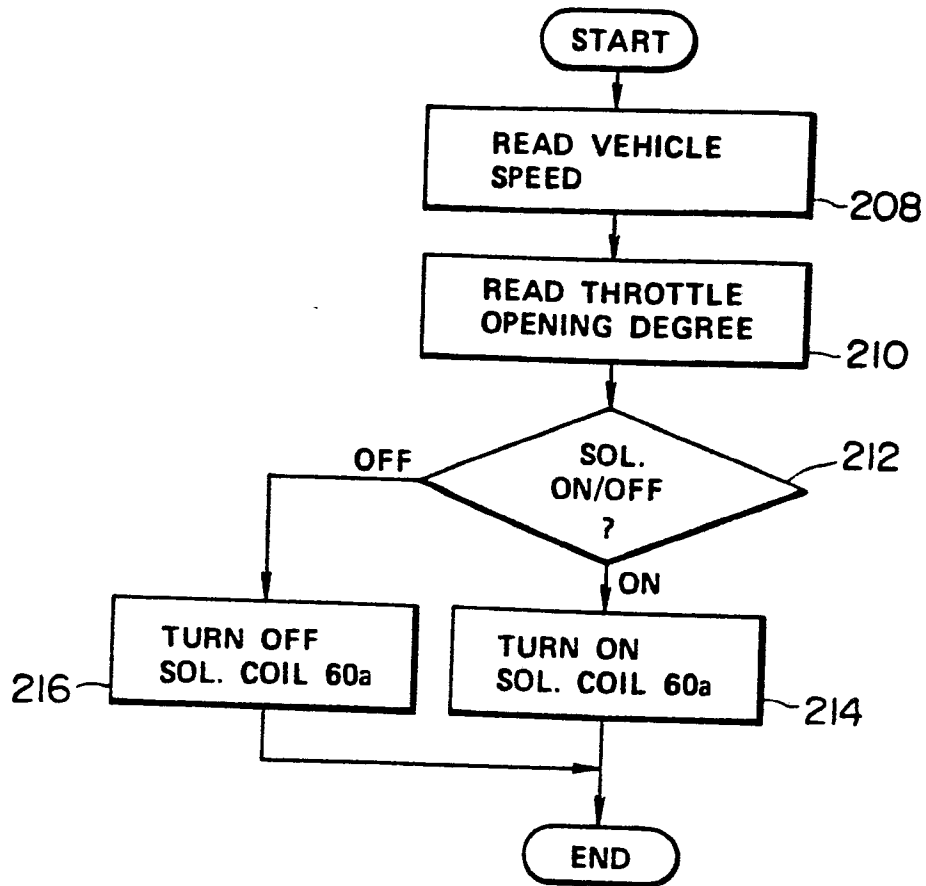 START
READ VEHICLE
SPEED
208
READ THROTTLE
OPENING DEGREE
210
SOL.
ON/OFF
?
212
OFF
ON
TURN OFF
SOL. COIL 60a
216
TURN ON
SOL. COIL 60a
214
END